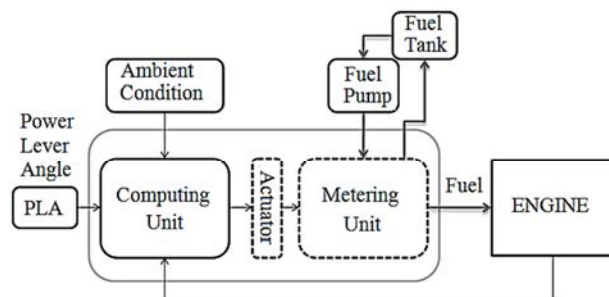 Fuel
Tank
Ambient
Condition
Fuel
Pump
Power
Lever
Angle
PLA
Computing
Unit
Actuator
Metering
Unit
Fuel
ENGINE